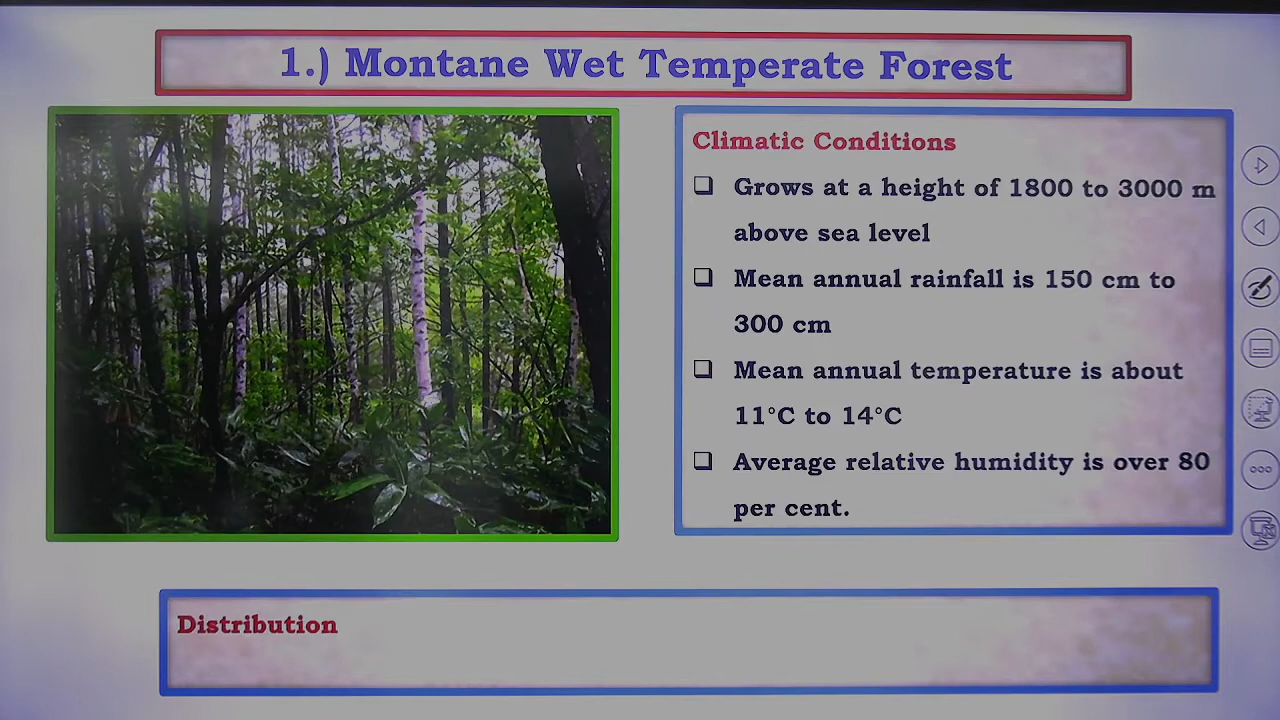 1.) Montane Wet Temperate Forest
Climatic Conditions
❑ Grows at a height of 1800 to 3000 m
above sea level
❑ Mean annual rainfall is 150 cm to
300 cm
❑ Mean annual temperature is about
11°C to 14°C
❑ Average relative humidity is over 80
per cent.
Distribution